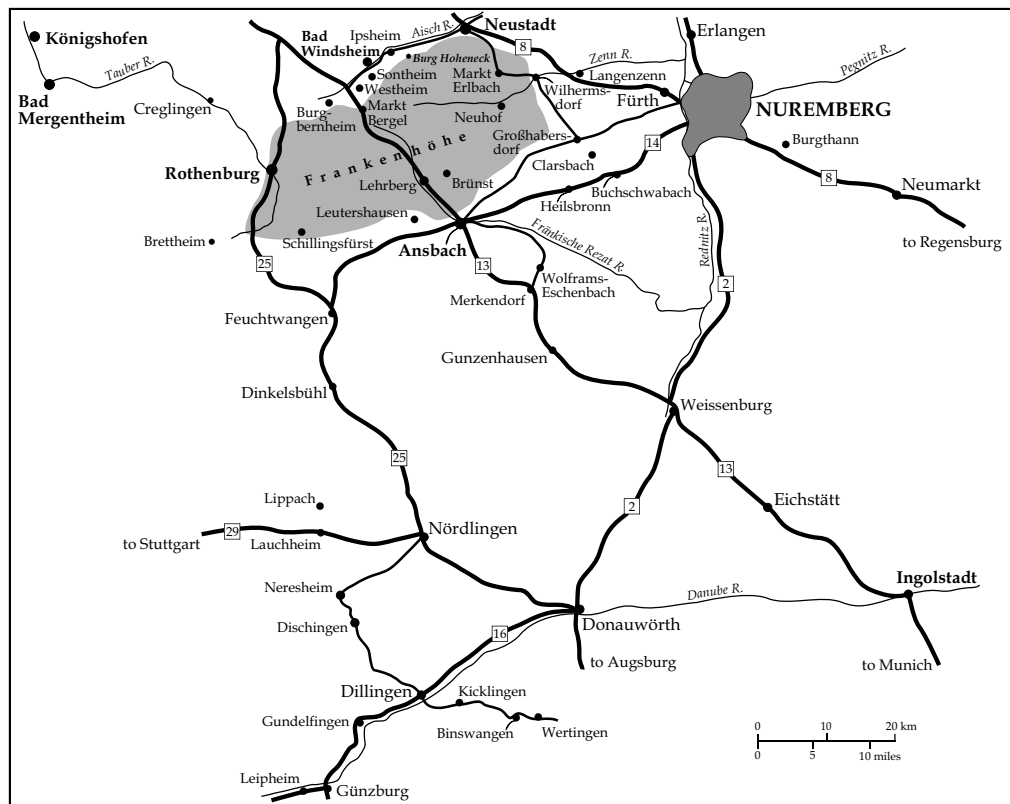 Königshofen
Bad
Mergentheim
Tauber R.
Creglingen
Rothenburg
Brettheim
Ipsheim
Bad
Windsheim
Aisch R.
Neustadt
Burg Hoheneck
Sontheim
Westheim
Markt
Bergel
Burg-
bernheim
Markt
Erlbach
Neuhof
8
Zenn R.
Langenzenn
Wilhermsdorf
Fürth
Erlangen
Pegnitz R.
NUREMBERG
Burgthann
8
Neumarkt
to Regensburg
Großhabersdorf
Clarsbach
14
Buchschwabach
Heilsbronn
Frankenhöhe
Lehrberg
Brünst
Leutershausen
Schillingsfürst
Ansbach
Fränkische Rezat R.
Rednitz R.
25
13
2
Wolframs-
Eschenbach
Merkendorf
Feuchtwangen
Gunzenhausen
Dinkelsbühl
Weissenburg
25
13
2
Eichstätt
Lippach
29
to Stuttgart
Lauchheim
Nördlingen
Neresheim
Dischingen
Ingolstadt
Danube R.
Donauwörth
16
to Augsburg
to Munich
Dillingen
Kicklingen
Gundelfingen
Binswangen
Wertingen
Leipheim
Günzburg
0 10 20 km
0 5 10 miles